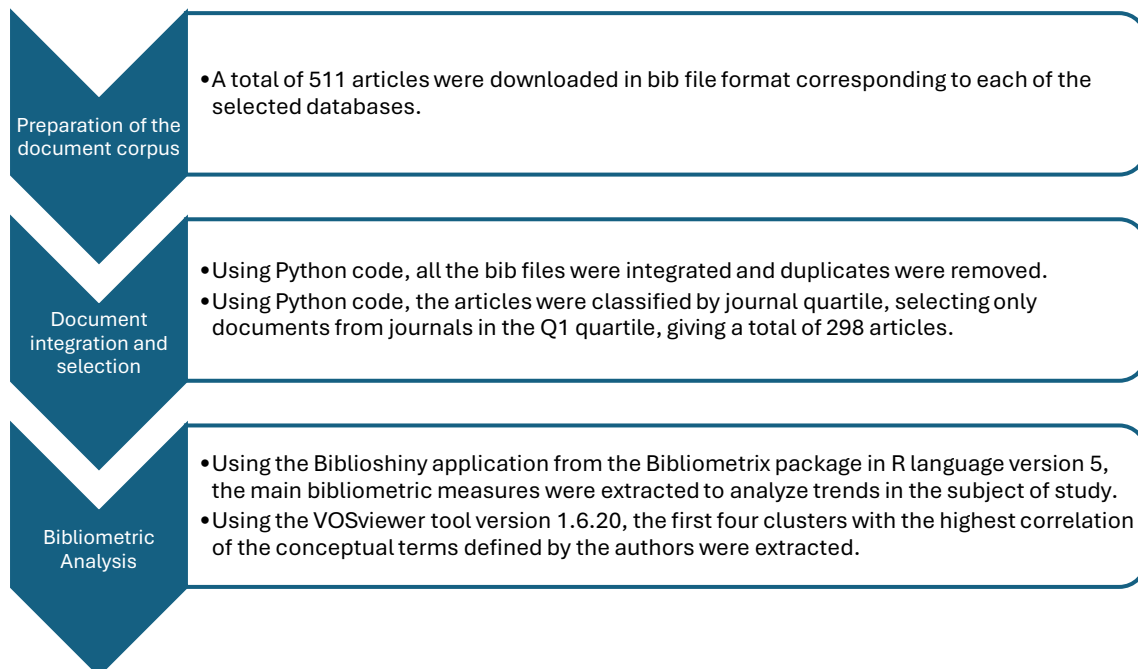 Preparation of the
document corpus
•A total of 511 articles were downloaded in bib file format corresponding to each of the
selected databases.
Document
integration and
selection
•Using Python code, all the bib files were integrated and duplicates were removed.
•Using Python code, the articles were classified by journal quartile, selecting only
documents from journals in the Q1 quartile, giving a total of 298 articles.
Bibliometric
Analysis
•Using the Biblioshiny application from the Bibliometrix package in R language version 5,
the main bibliometric measures were extracted to analyze trends in the subject of study.
•Using the VOSviewer tool version 1.6.20, the first four clusters with the highest correlation
of the conceptual terms defined by the authors were extracted.